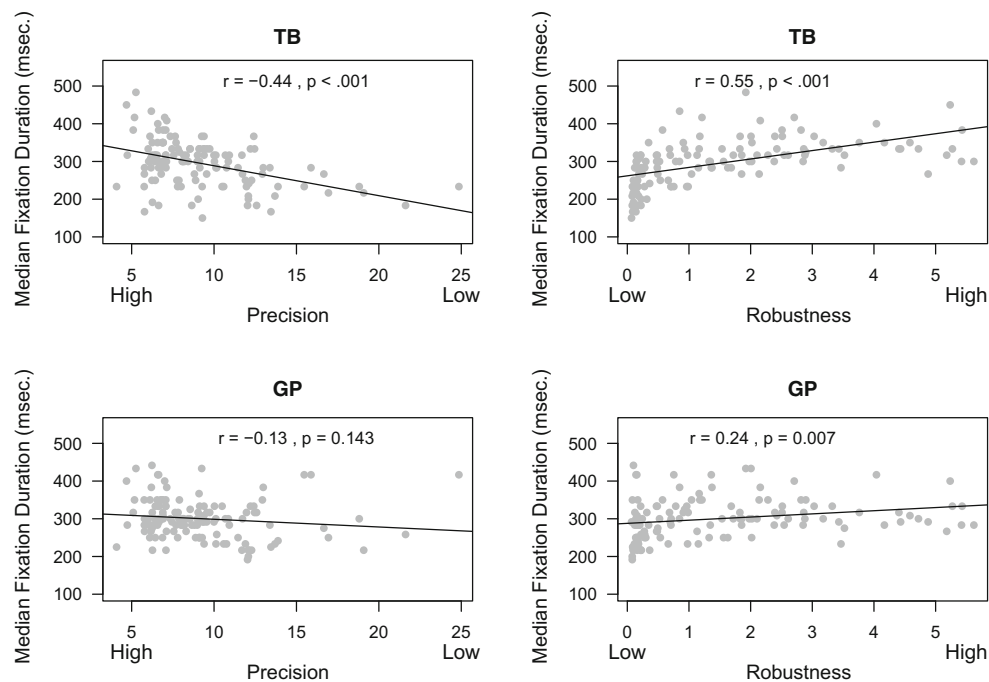 TB
r = −0.44 , p < .001
Median Fixation Duration (msec.)
500
400
300
200
100
5
10
15
20
25
High
Low
Precision
TB
r = 0.55 , p < .001
Median Fixation Duration (msec.)
500
400
300
200
100
0
1
2
3
4
5
Low
High
Robustness
GP
r = −0.13 , p = 0.143
Median Fixation Duration (msec.)
500
400
300
200
100
5
10
15
20
25
High
Low
Precision
GP
r = 0.24 , p = 0.007
Median Fixation Duration (msec.)
500
400
300
200
100
0
1
2
3
4
5
Low
High
Robustness